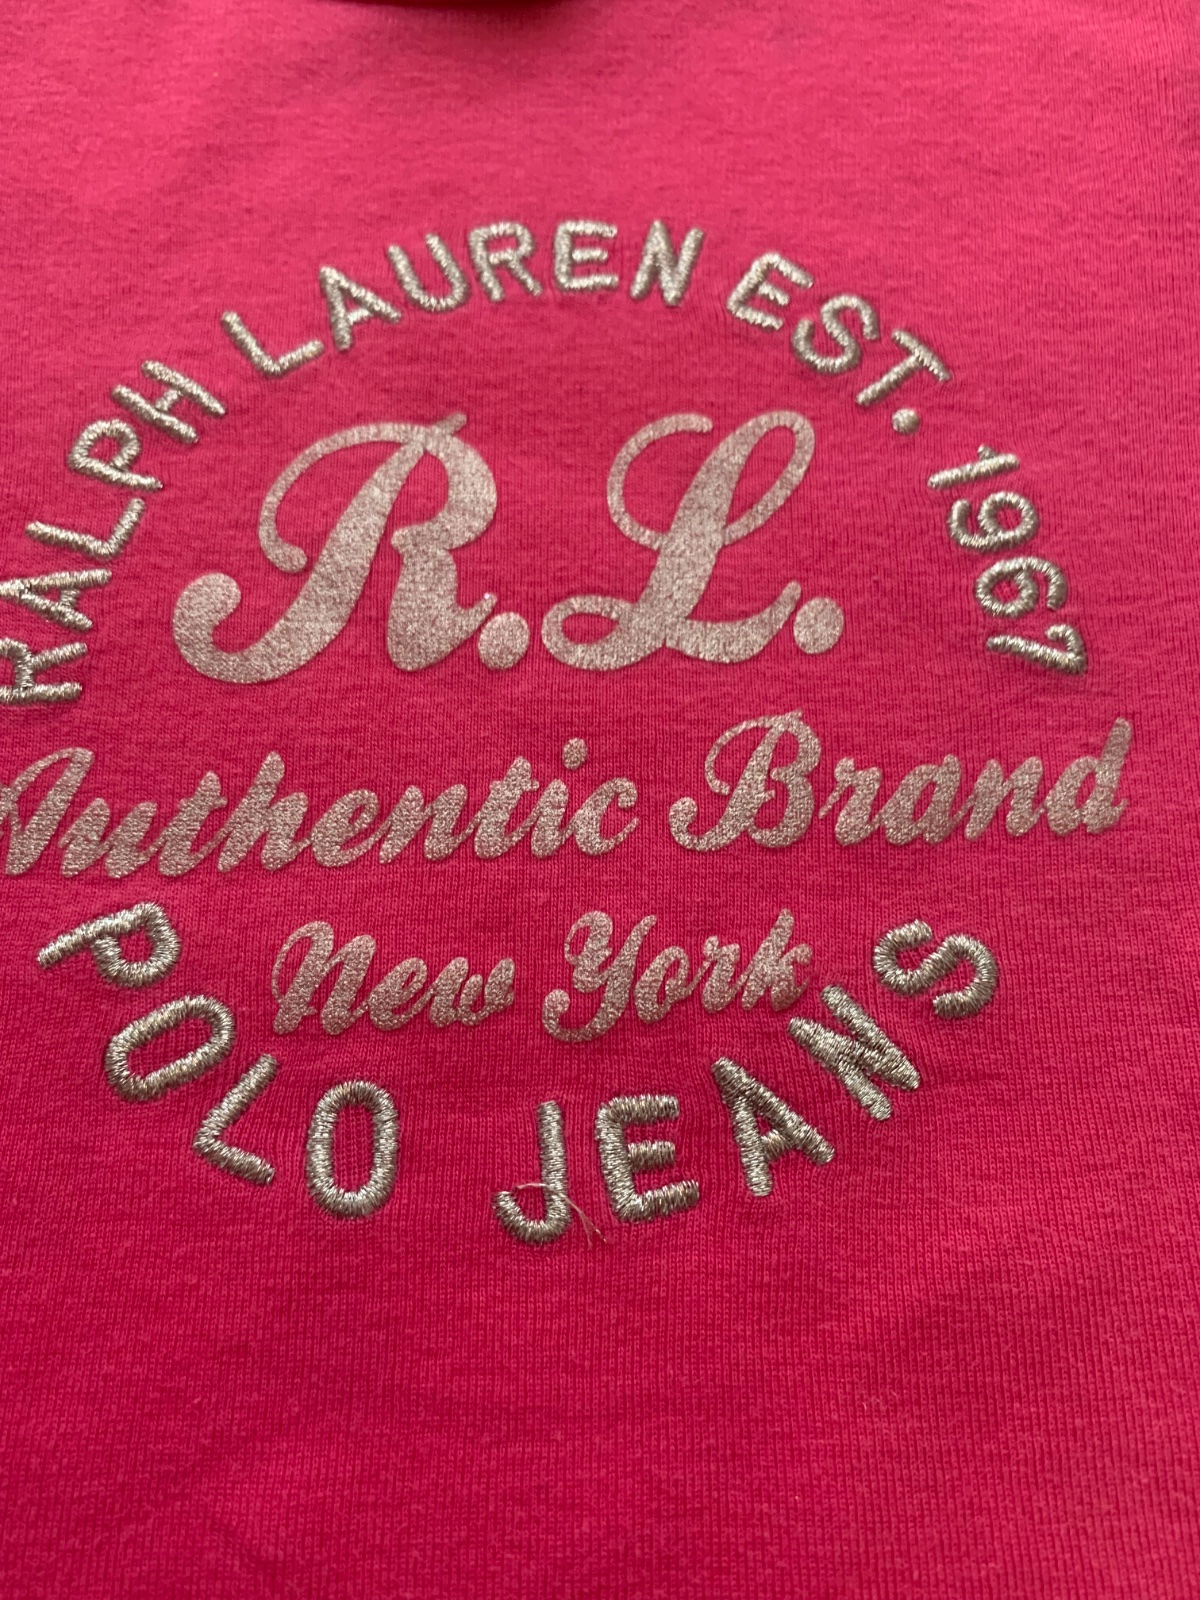 RALPH LAUREN EST. 1967
R.L.
Authentic Brand
New York
POLO JEANS